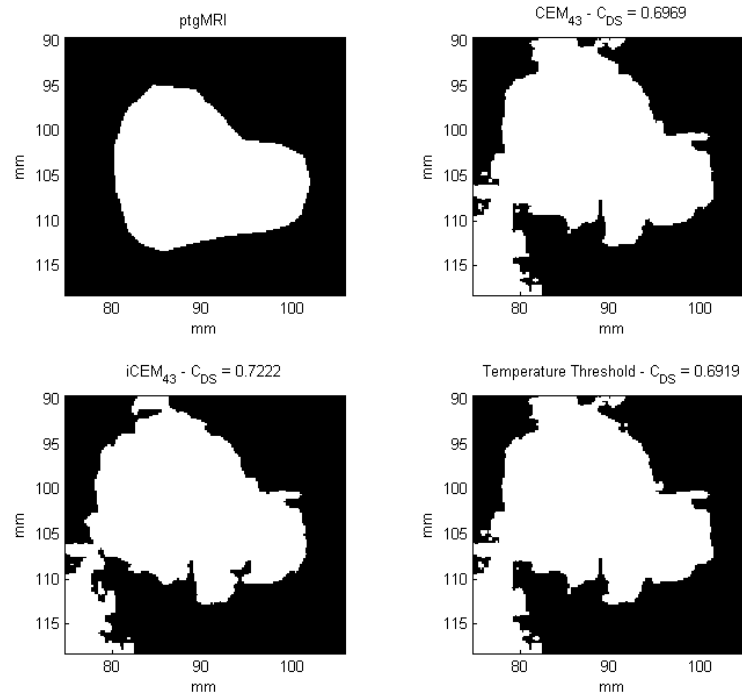 ptgMRI
90
95
100
105
110
115
mm
80 90 100
mm
CEM43 - CDS = 0.6969
90
95
100
105
110
115
mm
80 90 100
mm
iCEM43 - CDS = 0.7222
90
95
100
105
110
115
mm
80 90 100
mm
Temperature Threshold - CDS = 0.6919
90
95
100
105
110
115
mm
80 90 100
mm